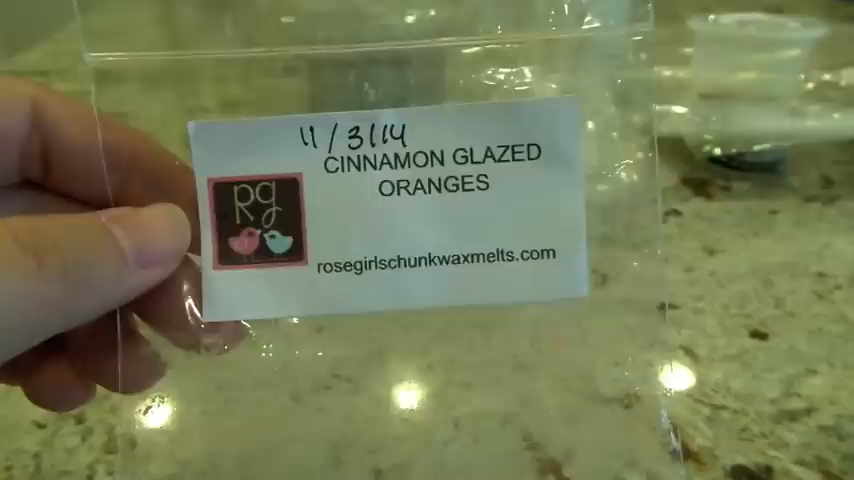 11/3/14
CINNAMON GLAZED
ORANGES
rg
rosegirlschunkwaxmelts.com